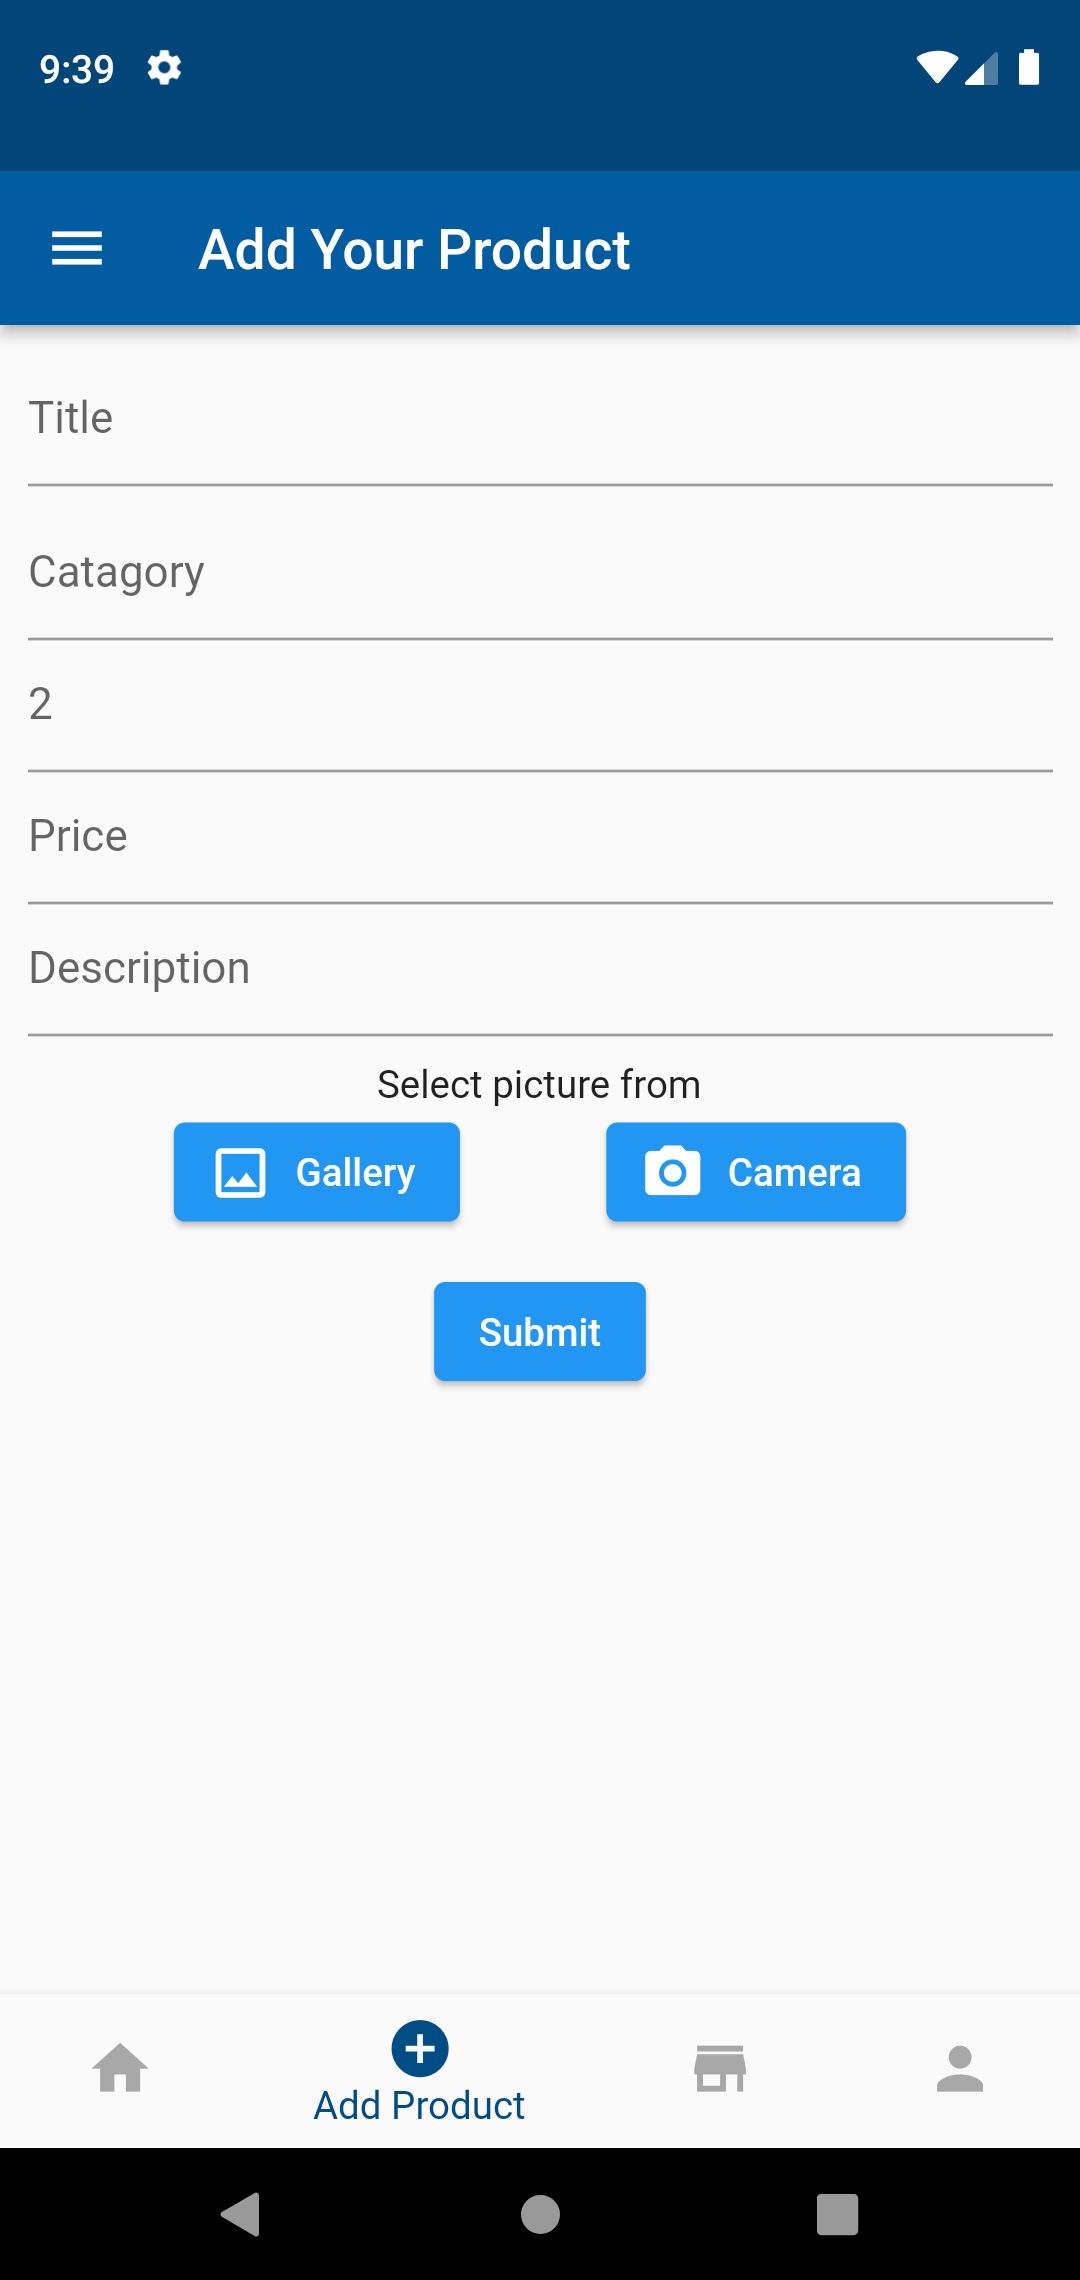 9:39
Add Your Product
Title
Catagory
2
Price
Description
Select picture from
Gallery
Camera
Submit
Add Product